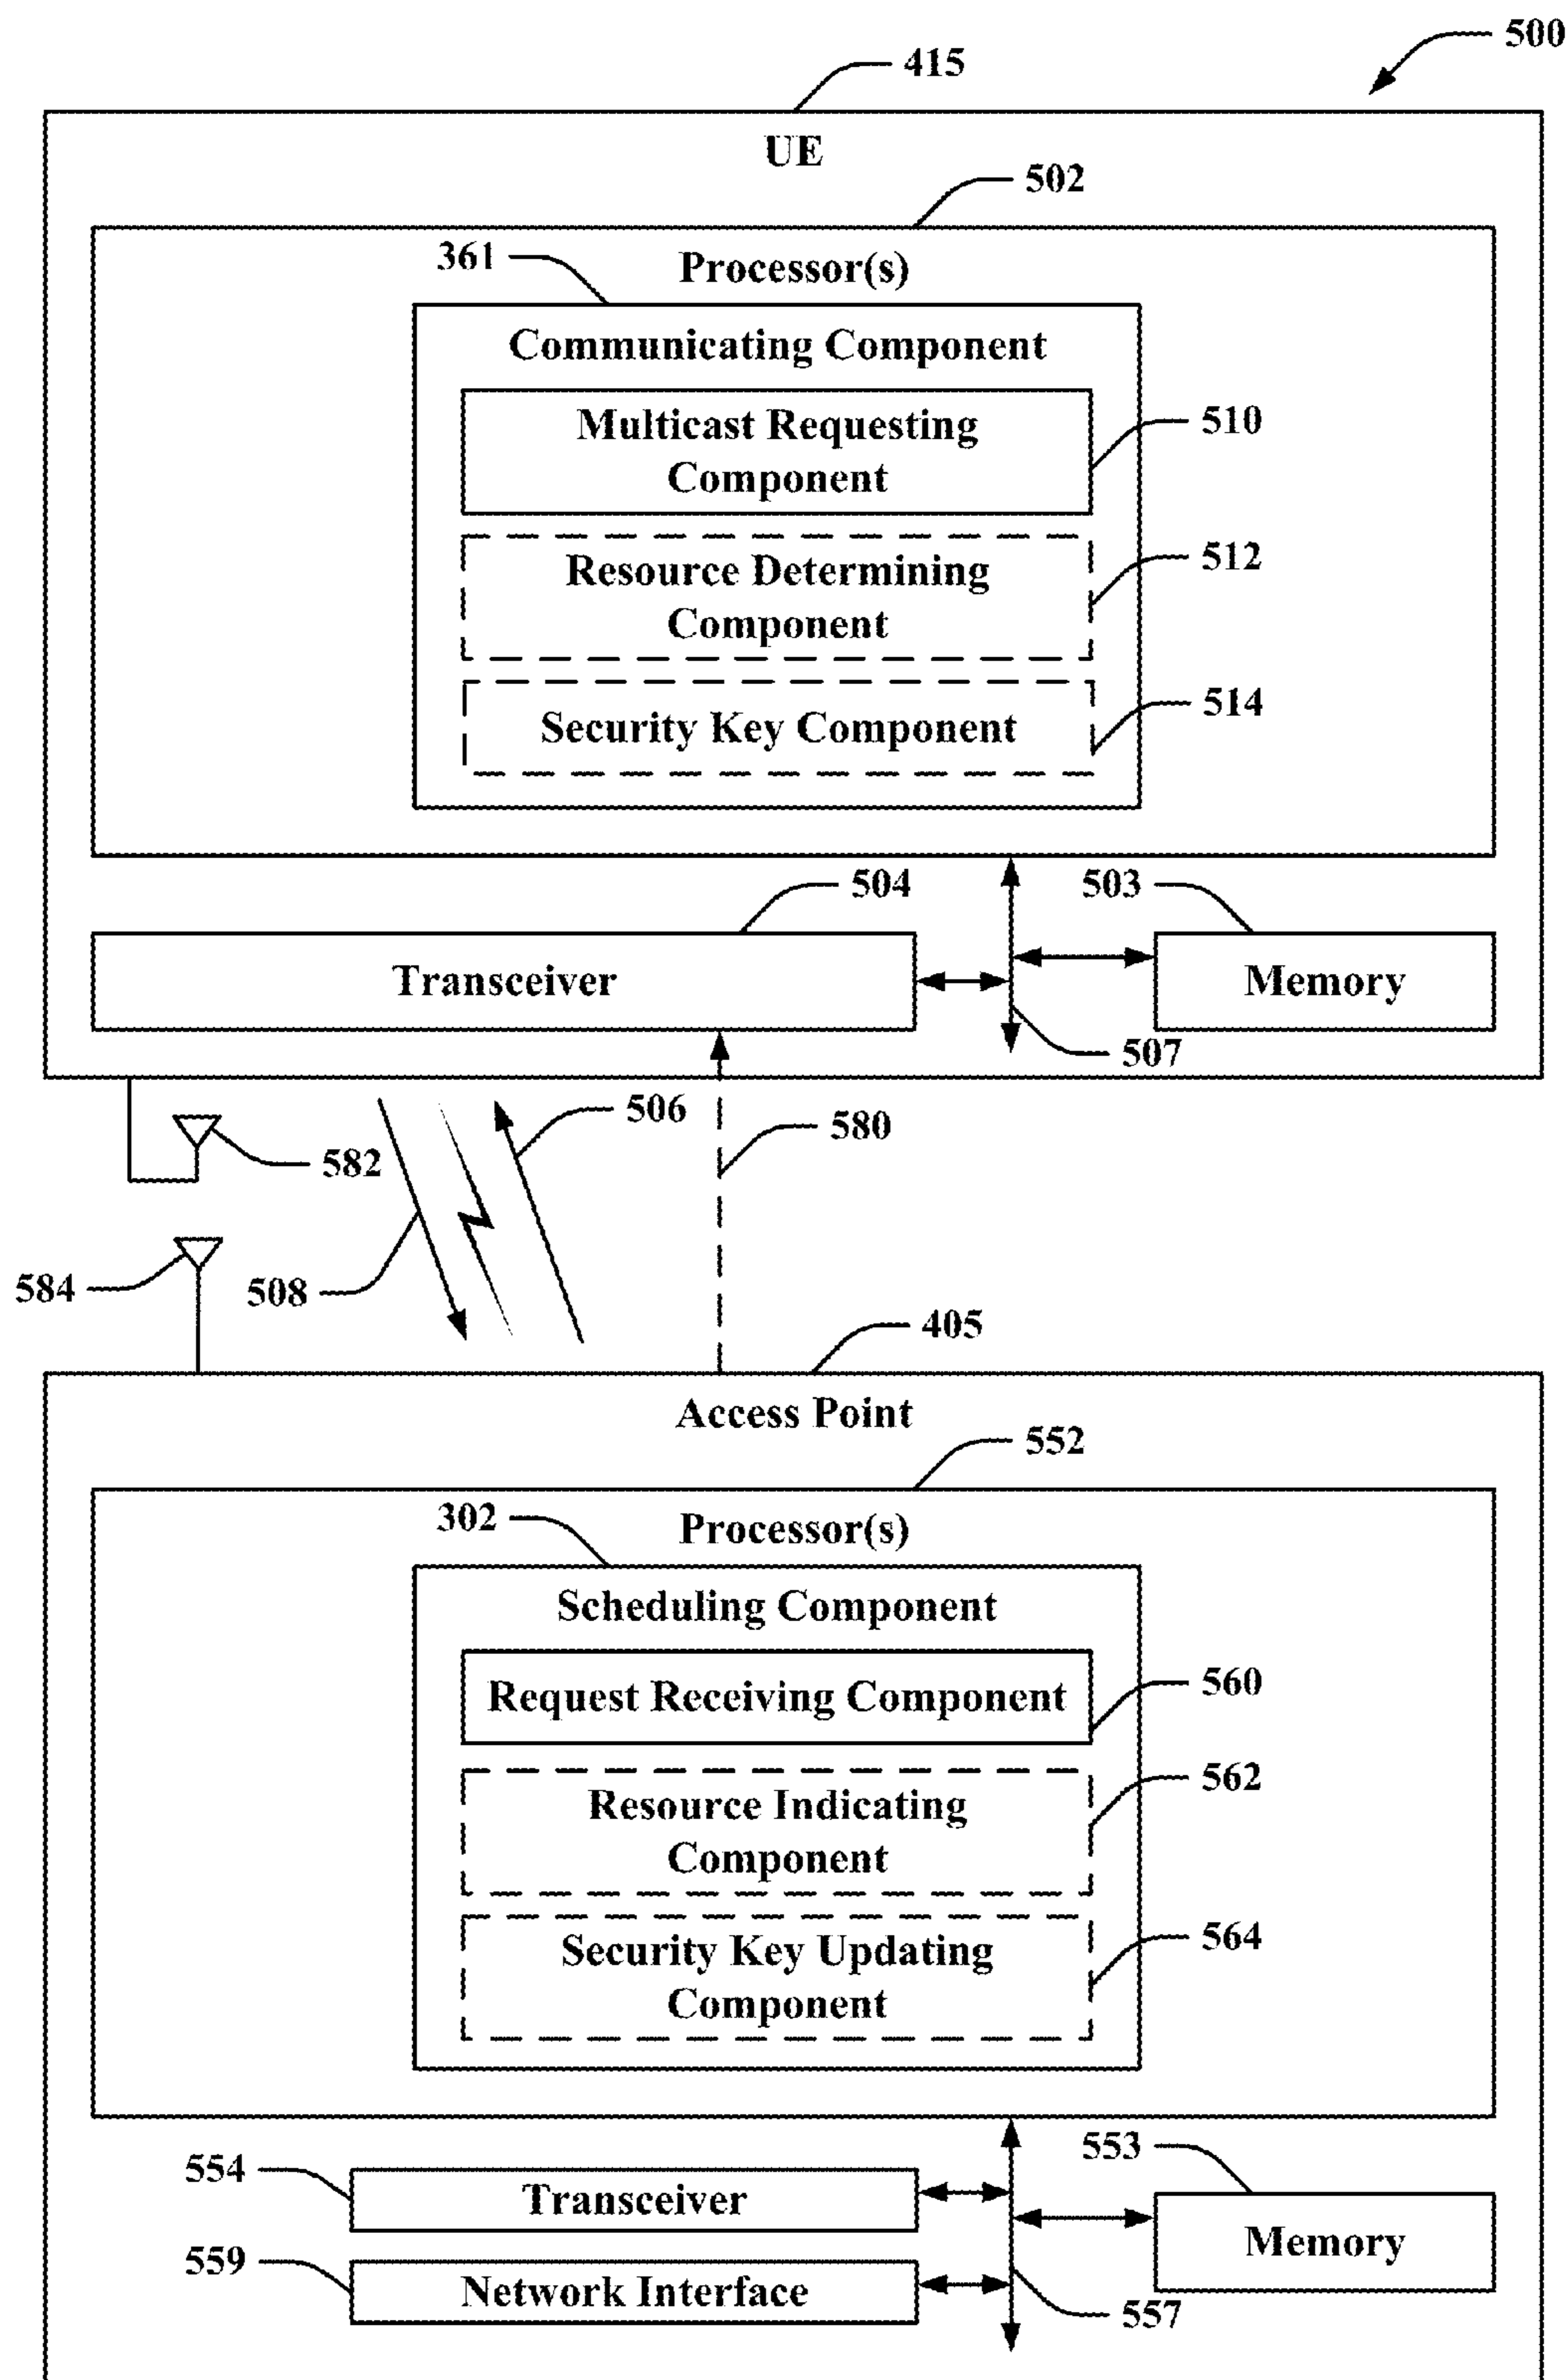 500
415
UE
502
361
Processor(s)
Communicating Component
Multicast Requesting
Component
510
Resource Determining
Component
512
Security Key Component
514
504
503
Transceiver
Memory
507
506
580
582
584
508
405
Access Point
552
302
Processor(s)
Scheduling Component
Request Receiving Component
560
Resource Indicating
Component
562
Security Key Updating
Component
564
554
553
Transceiver
Memory
559
Network Interface
557